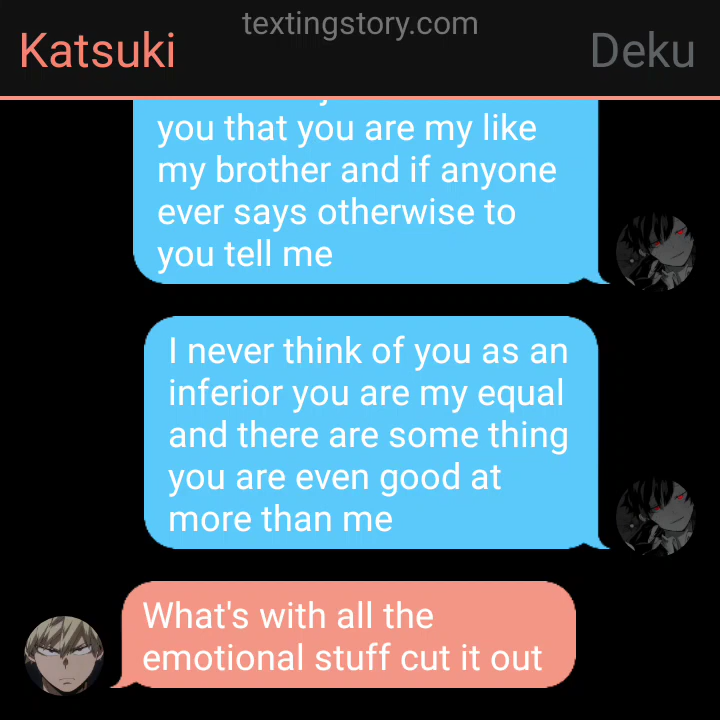 textingstory.com
Katsuki
Deku
you that you are my like
my brother and if anyone
ever says otherwise to
you tell me
I never think of you as an
inferior you are my equal
and there are some thing
you are even good at
more than me
What's with all the
emotional stuff cut it out